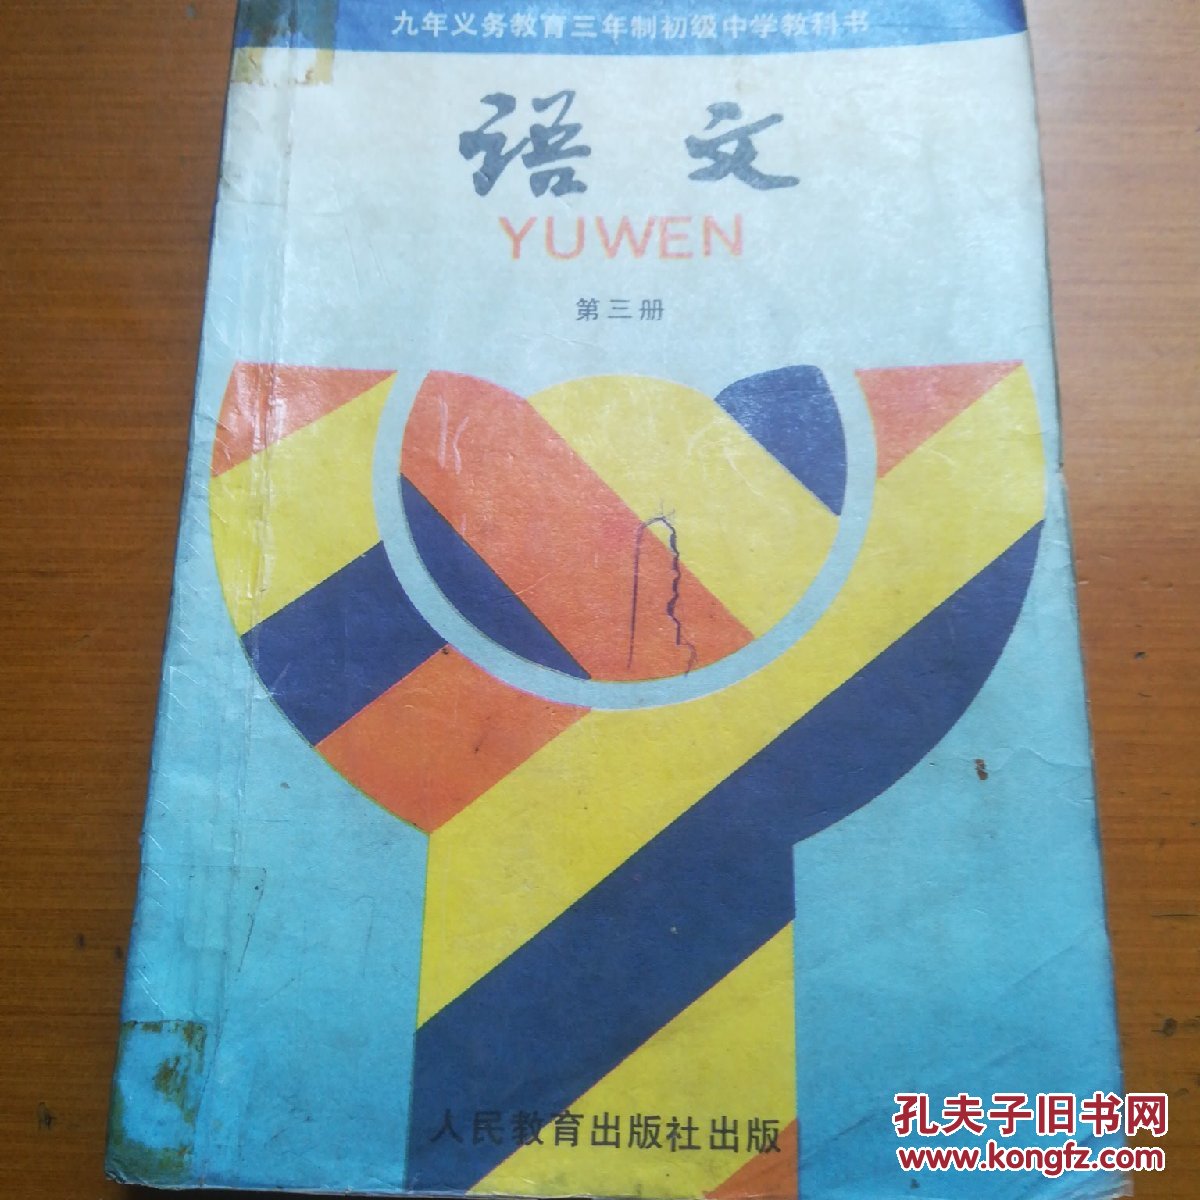 九年义务教育三年制初级中学教科书
语文
YUWEN
第三册
人民教育出版社出版
孔夫子旧书网
www.kongfz.com